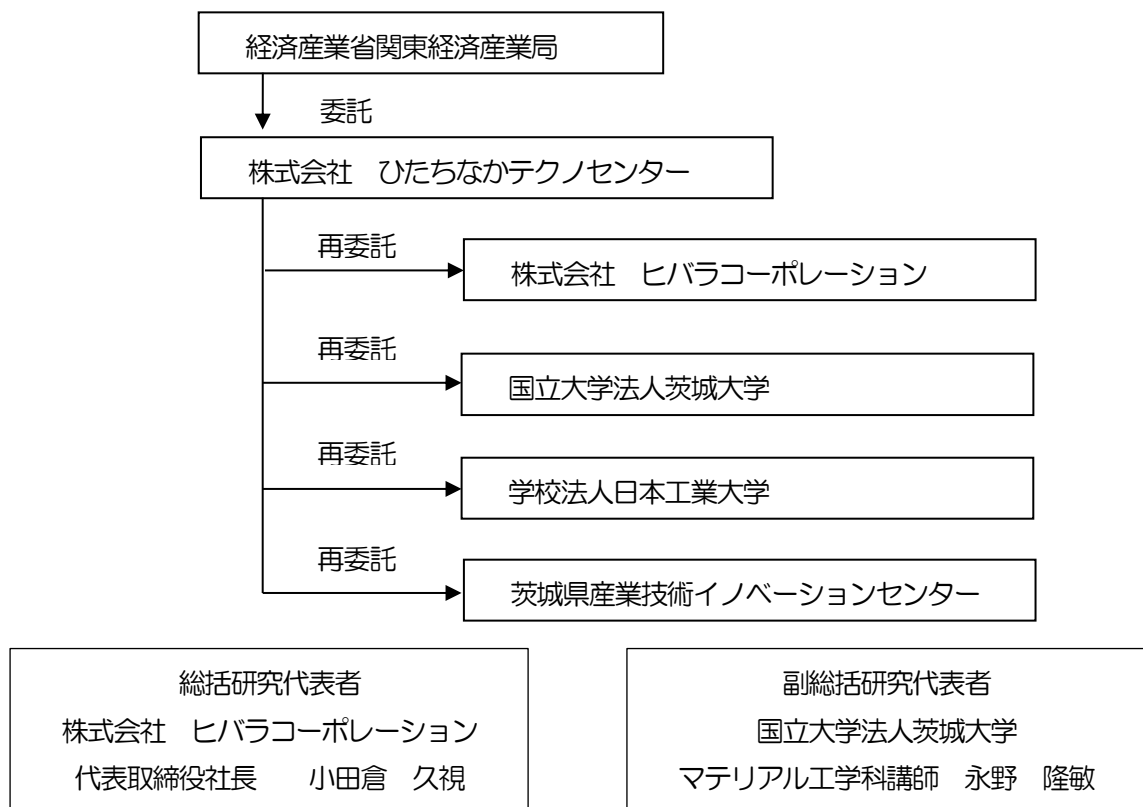 経済産業省関東経済産業局
委託
株式会社　ひたちなかテクノセンター
再委託
株式会社　ヒバラコーポレーション
再委託
国立大学法人茨城大学
再委託
学校法人日本工業大学
再委託
茨城県産業技術イノベーションセンター
総括研究代表者
株式会社　ヒバラコーポレーション
代表取締役社長　　小田倉　久視
副総括研究代表者
国立大学法人茨城大学
マテリアル工学科講師　永野　隆敏